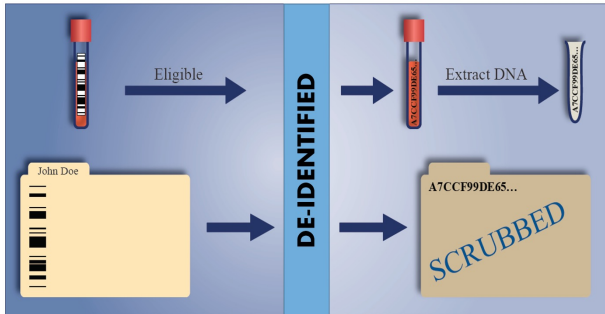 Eligible
DE-IDENTIFIED
A7CCF99DE65...
Extract DNA
A7CCF99DE65...
John Doe
A7CCF99DE65...
SCRUBBED